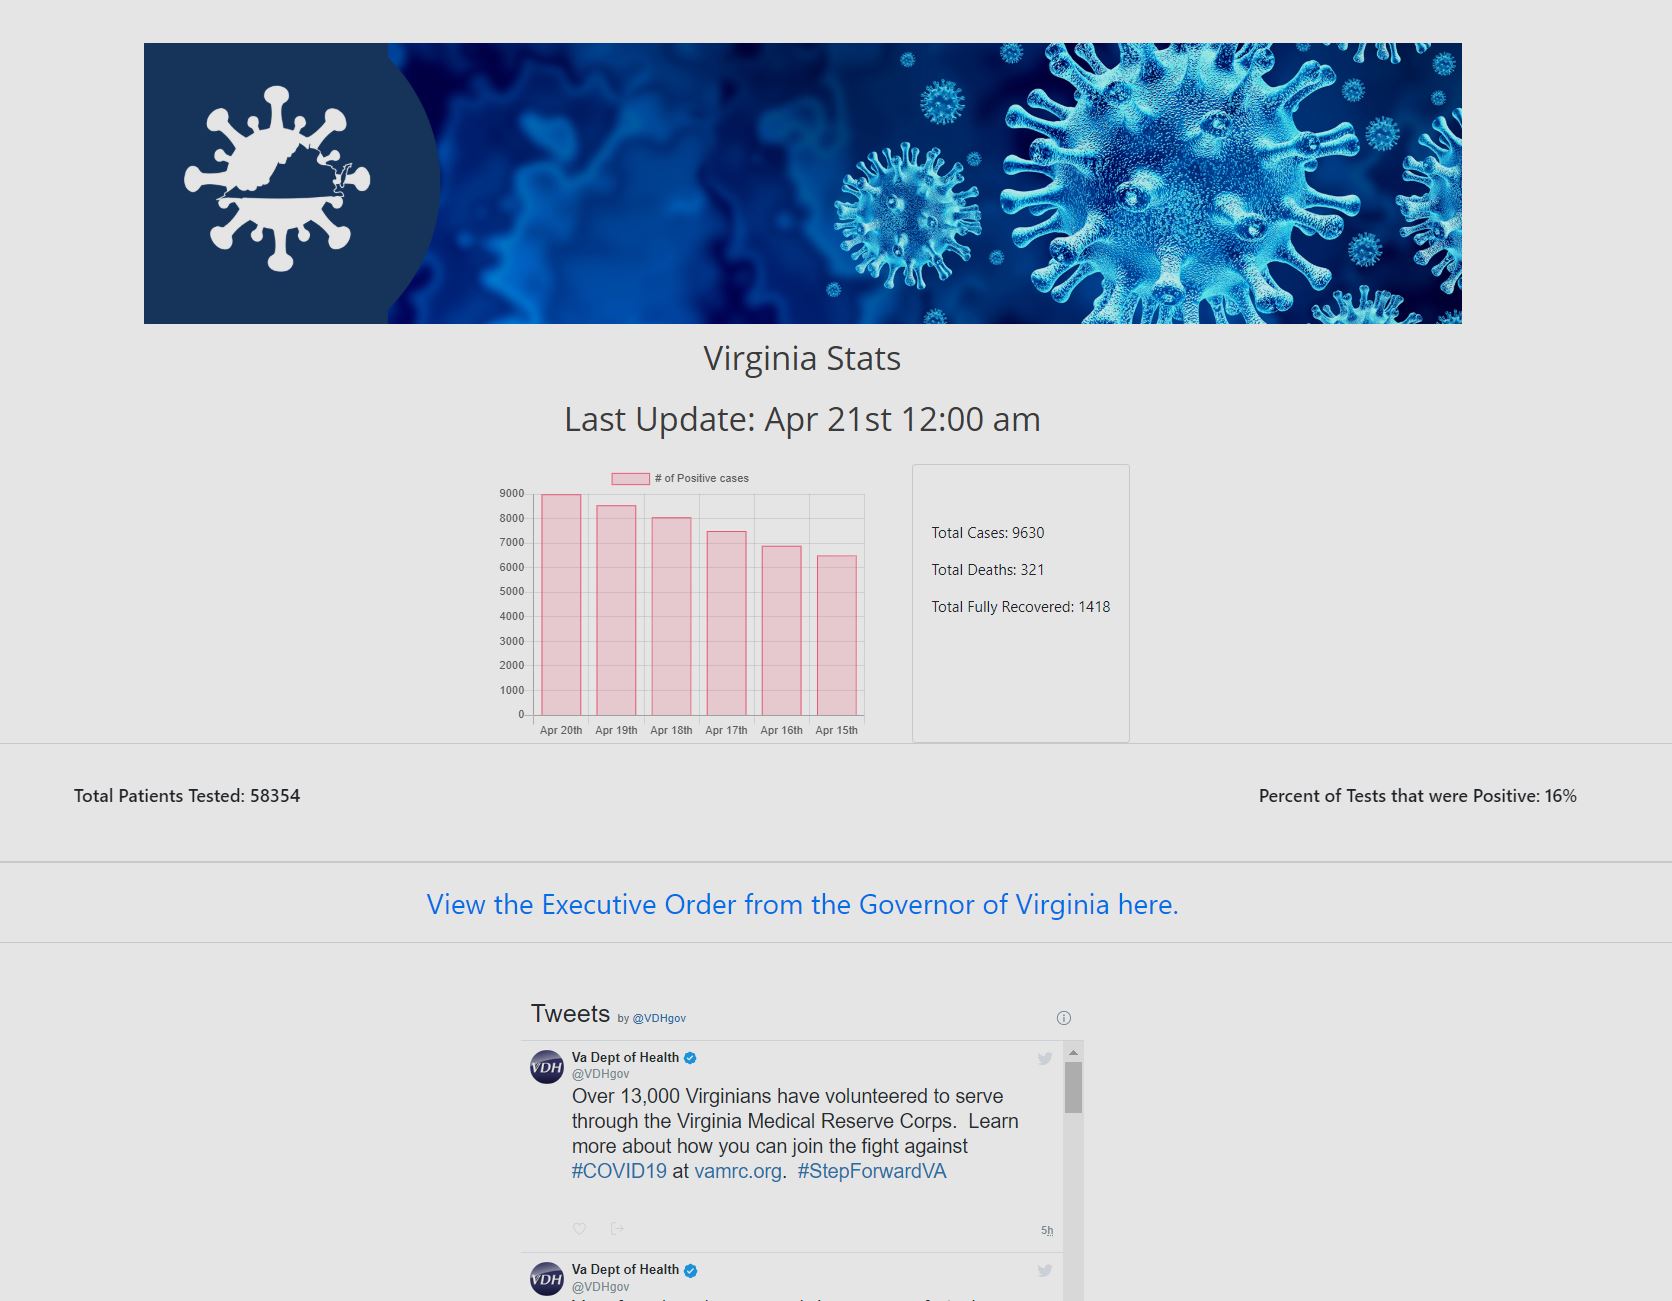 Virginia Stats
Last Update: Apr 21st 12:00 am
# of Positive cases
9000
8000
7000
6000
5000
4000
3000
2000
1000
0
Apr 20th Apr 19th Apr 18th Apr 17th Apr 16th Apr 15th
Total Cases: 9630
Total Deaths: 321
Total Fully Recovered: 1418
Total Patients Tested: 58354
Percent of Tests that were Positive: 16%
View the Executive Order from the Governor of Virginia here.
Tweets by @VDHgov
VDH
Va Dept of Health
@VDHgov
Over 13,000 Virginians have volunteered to serve
through the Virginia Medical Reserve Corps. Learn
more about how you can join the fight against
#COVID19 at vamrc.org. #StepForwardVA
5h
VDH
Va Dept of Health
@VDHgov